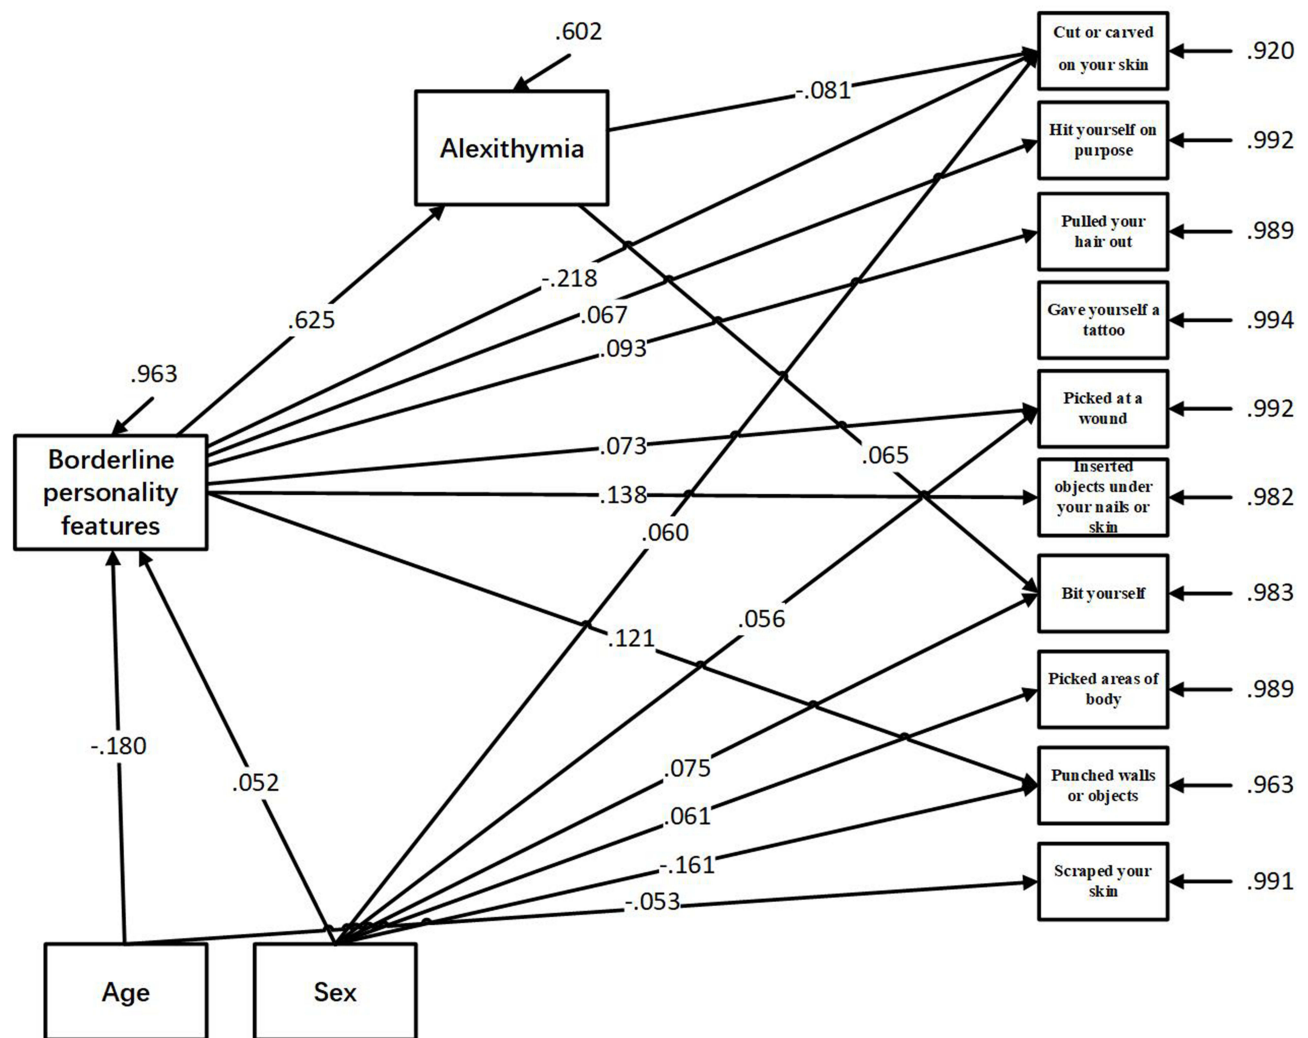 .602
Cut or carved
on your skin
.920
-.081
Alexithymia
Hit yourself on
purpose
.992
Pulled your
hair out
.989
-.218
.067
.625
.093
Gave yourself a
tattoo
.994
.963
Picked at a
wound
.992
Borderline
personality
features
.073
.065
.138
Inserted
objects under
your nails or
skin
.982
.060
Bit yourself
.983
.056
.121
Picked areas of
body
.989
-.180
.052
.075
.061
Punched walls
or objects
.963
-.161
-.053
Scraped your
skin
.991
Age
Sex